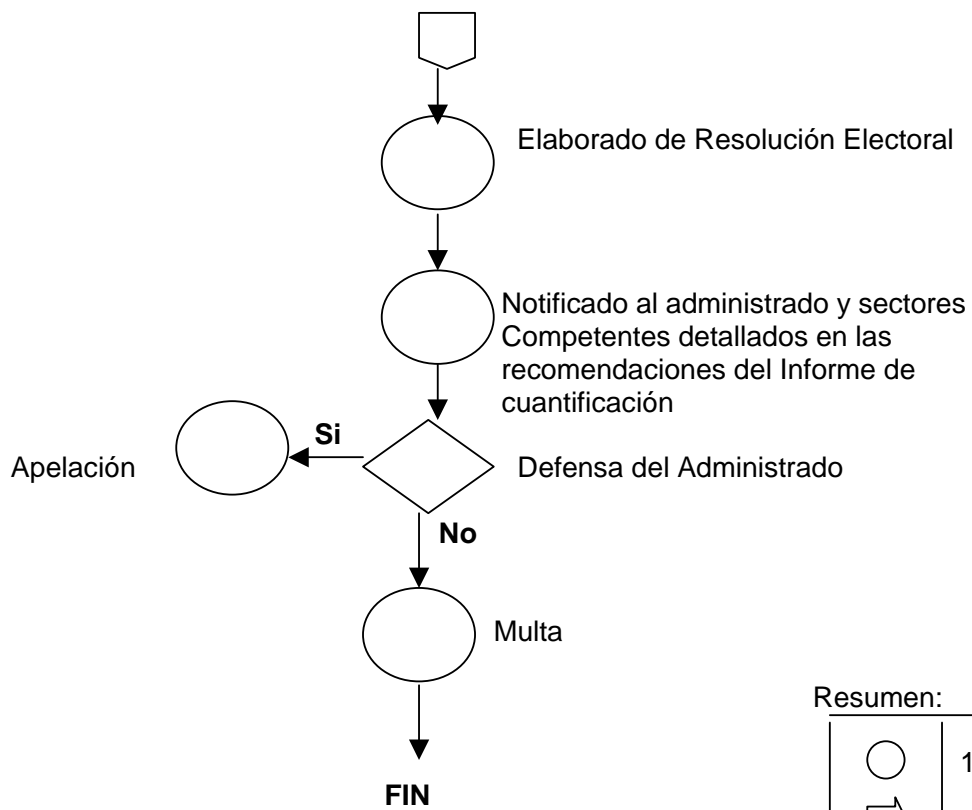 Elaborado de Resolución Electoral
Notificado al administrado y sectores
Competentes detallados en las
recomendaciones del Informe de
cuantificación
Si
Apelación
Defensa del Administrado
No
Multa
Resumen:
FIN